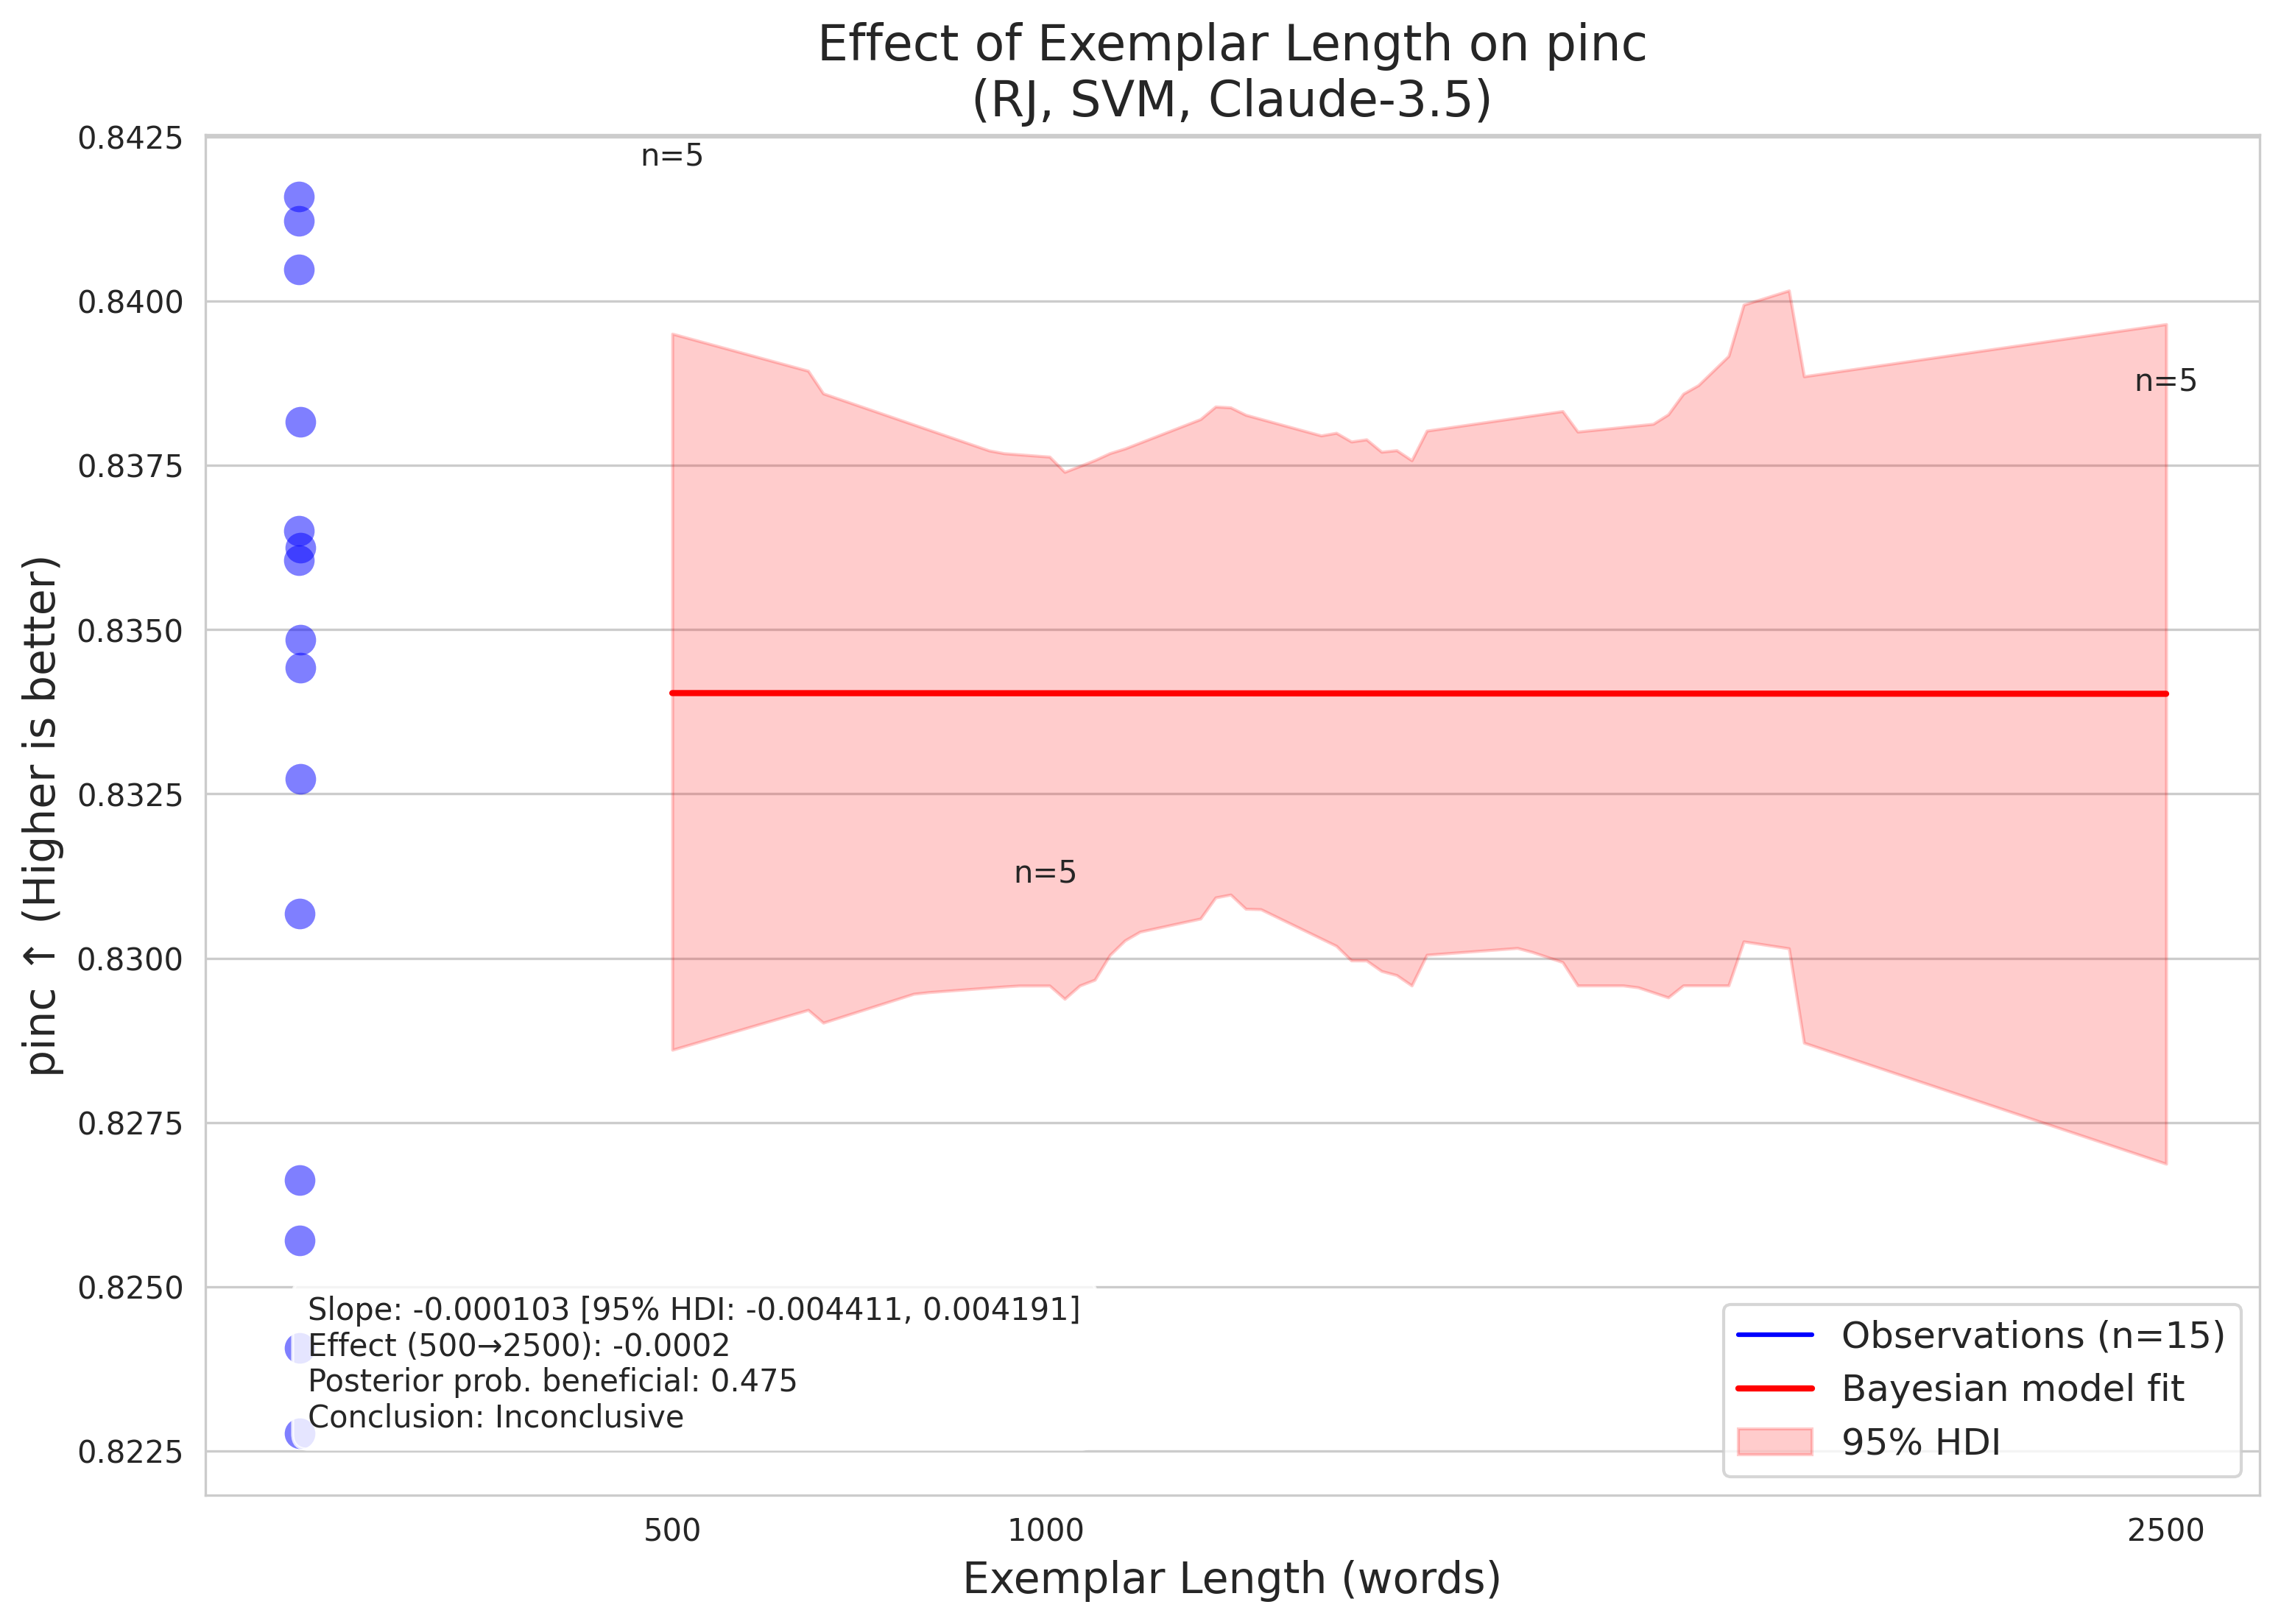 Effect of Exemplar Length on pinc
(RJ, SVM, Claude-3.5)
pinc ↑ (Higher is better)
0.8425
0.8400
0.8375
0.8350
0.8325
0.8300
0.8275
0.8250
0.8225
n=5
n=5
n=5
Slope: -0.000103 [95% HDI: -0.004411, 0.004191]
Effect (500→2500): -0.0002
Posterior prob. beneficial: 0.475
Conclusion: Inconclusive
Observations (n=15)
Bayesian model fit
95% HDI
500
1000
2500
Exemplar Length (words)